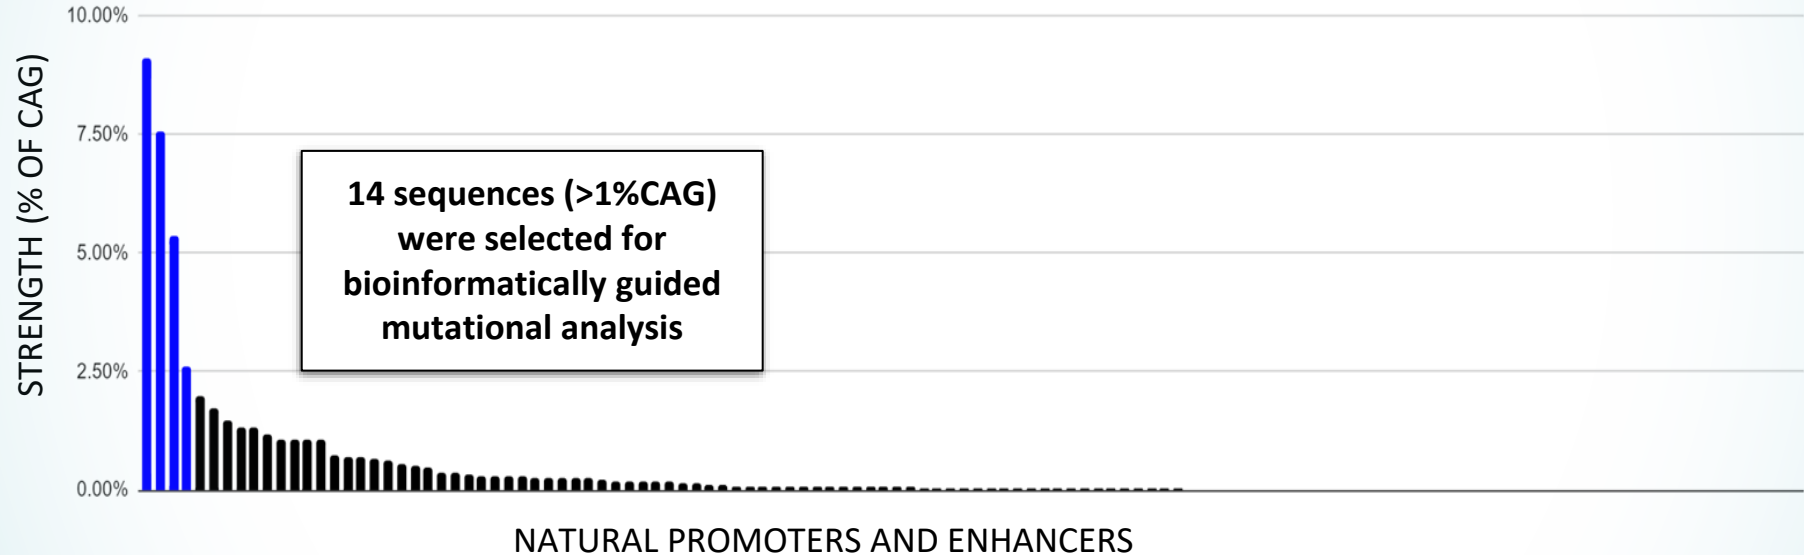 10.00%
7.50%
5.00%
2.50%
0.00%
STRENGTH (% OF CAG)
14 sequences (>1%CAG)
were selected for
bioinformatically guided
mutational analysis
NATURAL PROMOTERS AND ENHANCERS